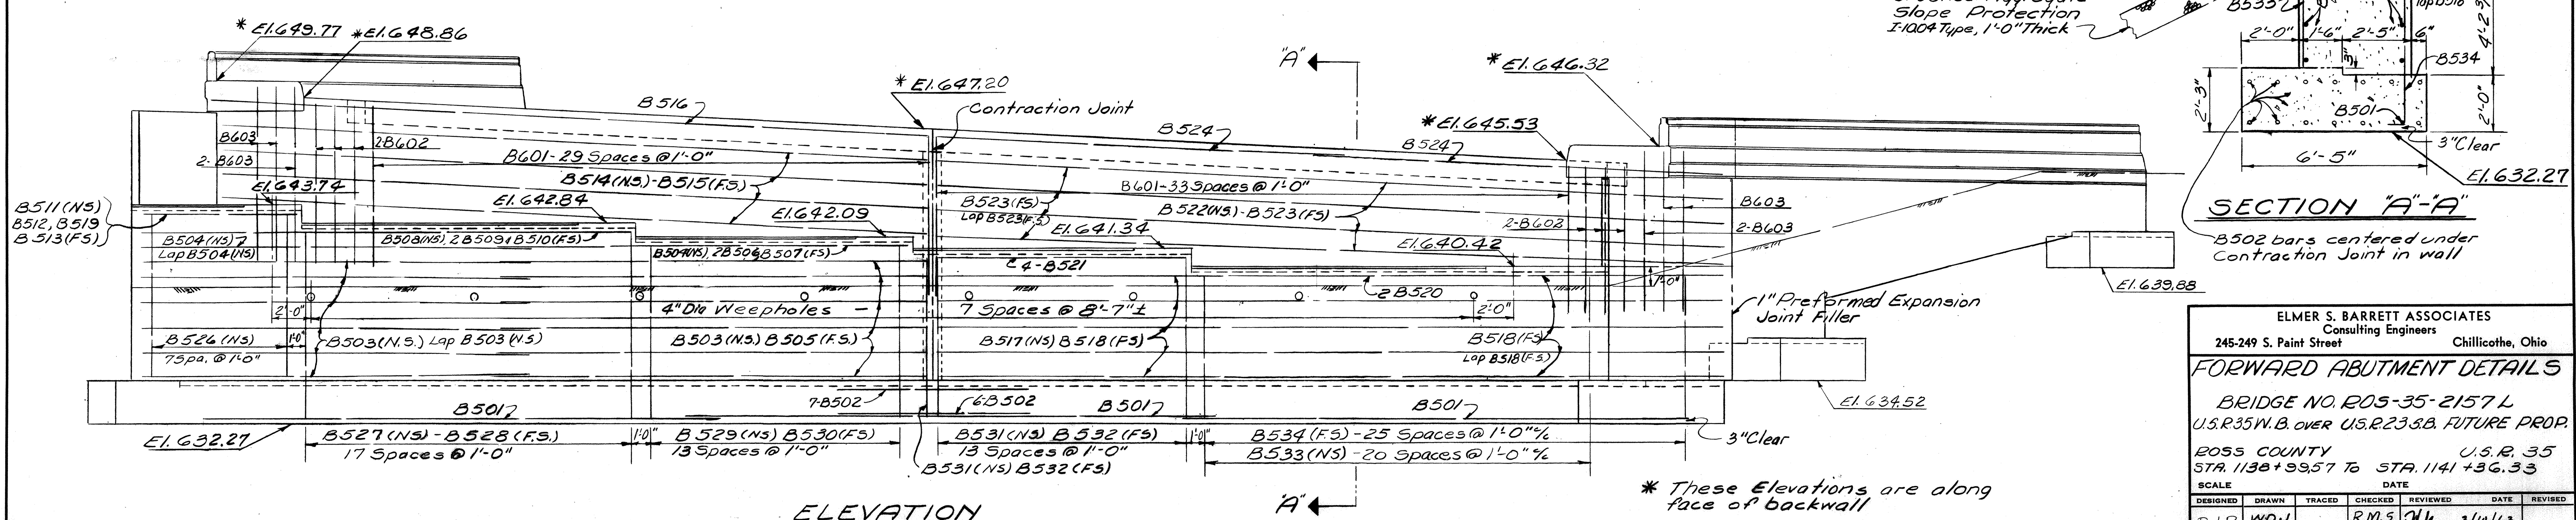 * El. 649.77
* El. 648.86
B516
* El. 647.20
Contraction Joint
"A"
B524
* El. 646.32
* El. 645.53
B524
B603
2-B602
2-B603
B601-29 Spaces @ 1'-0"
B514 (N.S.)-B515 (F.S.)
El. 643.74
El. 642.84
El. 642.09
B511 (NS)
B512, B519
B513 (FS)
B504 (NS)
Lap B504 (NS)
B508 (NS), 2B509 & B510 (FS)
B601-33 Spaces @ 1'-0"
B523 (FS)
Lap B523 (F.S)
B522 (NS.)-B523 (FS)
El. 641.34
El. 640.42
4-B521
2-B602
B603
2-B603
2 B520
1'-0"
2'-0"
4" Dia Weepholes - 7 Spaces @ 8'-7"±
2'-0"
B526 (NS)
7 Spa. @ 1'-0"
1'-0"
B503 (N.S.) Lap B503 (N.S)
B503 (NS) B505 (F.S.)
B517 (NS) B518 (FS)
B518 (FS)
Lap B518 (F.S.)
1" Preformed Expansion
Joint Filler
El. 639.88
El. 634.52
B501
7-B502
6-B502
B501
B501
El. 632.27
B527 (NS) - B528 (F.S.)
17 Spaces @ 1'-0"
1'-0"
B529 (NS) B530 (FS)
13 Spaces @ 1'-0"
B531 (NS) B532 (FS)
13 Spaces @ 1'-0"
B531 (NS) B532 (FS)
1'-0"
B534 (F.S) - 25 Spaces @ 1'-0" c/c
B533 (NS) - 20 Spaces @ 1'-0" c/c
3" Clear
ELEVATION
"A"
* These Elevations are along
face of backwall
Slope Protection
I-10.04 Type, 1'-0" Thick
B533
2'-0"
1'-6"
2'-5"
6"
3"
B534
2'-3"
B501
2'-0"
3" Clear
6'-5"
El. 632.27
SECTION "A"-"A"
B502 bars centered under
Contraction Joint in wall
ELMER S. BARRETT ASSOCIATES
Consulting Engineers
245-249 S. Paint Street Chillicothe, Ohio
FORWARD ABUTMENT DETAILS
BRIDGE NO. ROS-35-2157 L
U.S.R. 35 W.B. OVER U.S.R. 23 S.B. FUTURE PROP.
ROSS COUNTY U.S.R. 35
STA. 1138+99.57 To STA. 1141+36.33
SCALE DATE
DESIGNED DRAWN TRACED CHECKED REVIEWED DATE REVISED